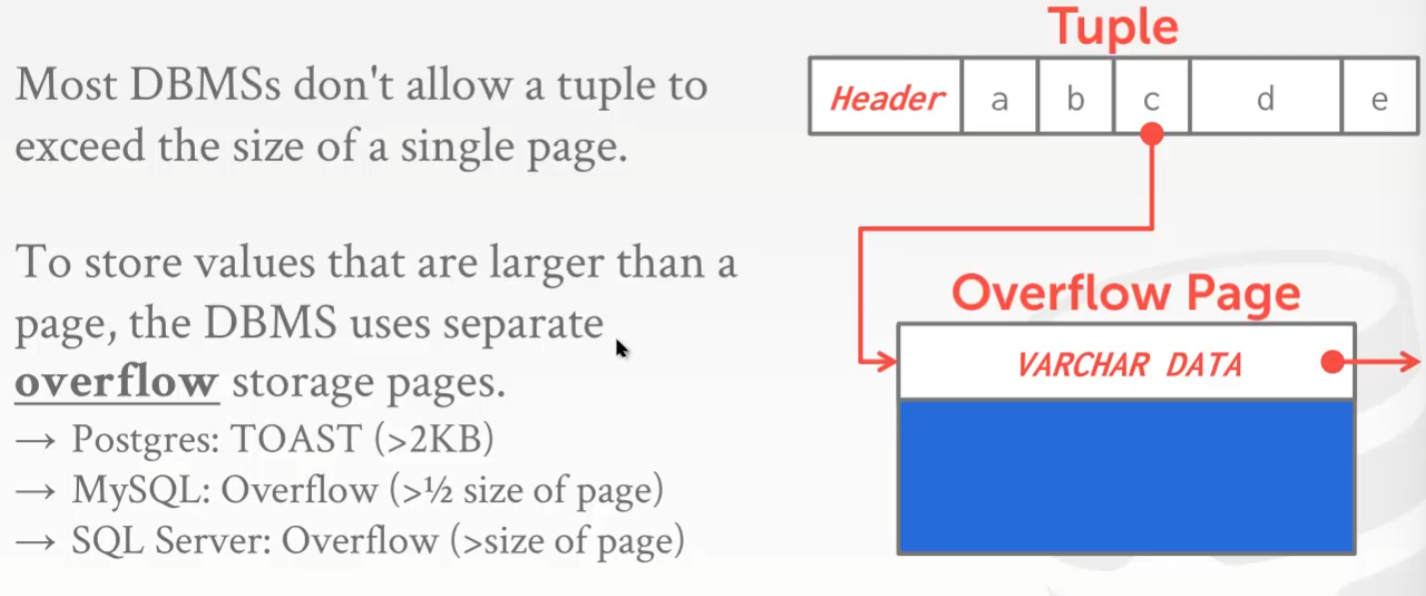 Most DBMSs don't allow a tuple to
exceed the size of a single page.
To store values that are larger than a
page, the DBMS uses separate
overflow storage pages.
→ Postgres: TOAST (>2KB)
→ MySQL: Overflow (>½ size of page)
→ SQL Server: Overflow (>size of page)
Tuple
Header a b c d e
Overflow Page
VARCHAR DATA